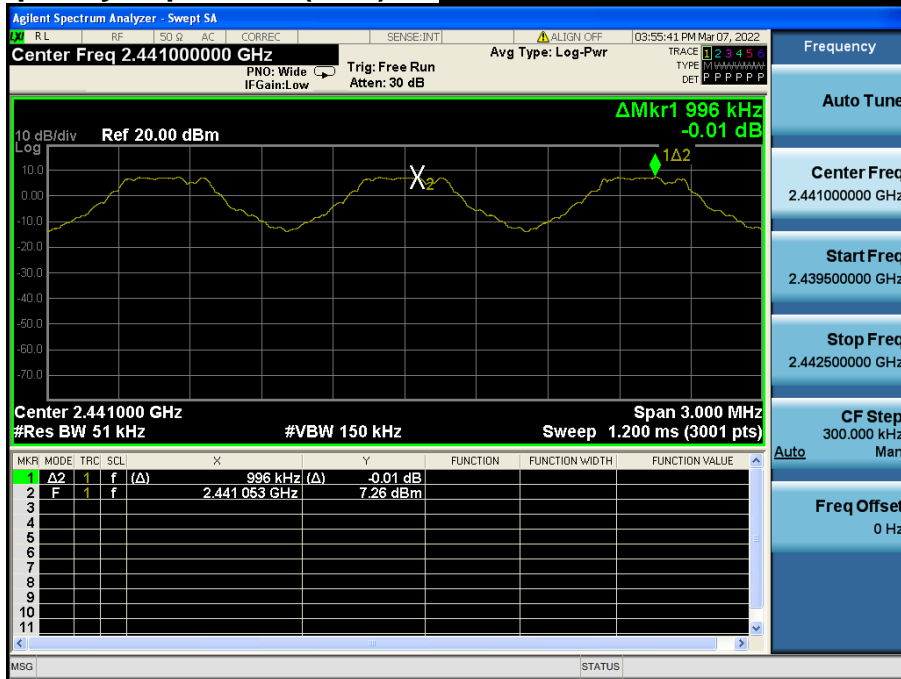 Agilent Spectrum Analyzer - Swept SA
LXI RL RF 50 Ω AC CORREC SENSE:INT ALIGN OFF 03:55:41 PM Mar 07, 2022
Center Freq 2.441000000 GHz
PNO: Wide
IFGain:Low
Trig: Free Run
Atten: 30 dB
Avg Type: Log-Pwr
TRACE 1 2 3 4 5 6
TYPE M WWWWW
DET P P P P P P
ΔMkr1 996 kHz
-0.01 dB
10 dB/div Ref 20.00 dBm
Log
1Δ2
10.0
X2
0.00
-10.0
-20.0
-30.0
-40.0
-50.0
-60.0
-70.0
Center 2.441000 GHz Span 3.000 MHz
#Res BW 51 kHz #VBW 150 kHz Sweep 1.200 ms (3001 pts)
MKR MODE TRC SCL X Y FUNCTION FUNCTION WIDTH FUNCTION VALUE
1 Δ2 1 f (Δ) 996 kHz (Δ) -0.01 dB
2 F 1 f 2.441 053 GHz 7.26 dBm
3
4
5
6
7
8
9
10
11
MSG STATUS
Frequency
Auto Tune
Center Freq
2.441000000 GHz
Start Freq
2.439500000 GHz
Stop Freq
2.442500000 GHz
CF Step
300.000 kHz
Auto Man
Freq Offset
0 Hz